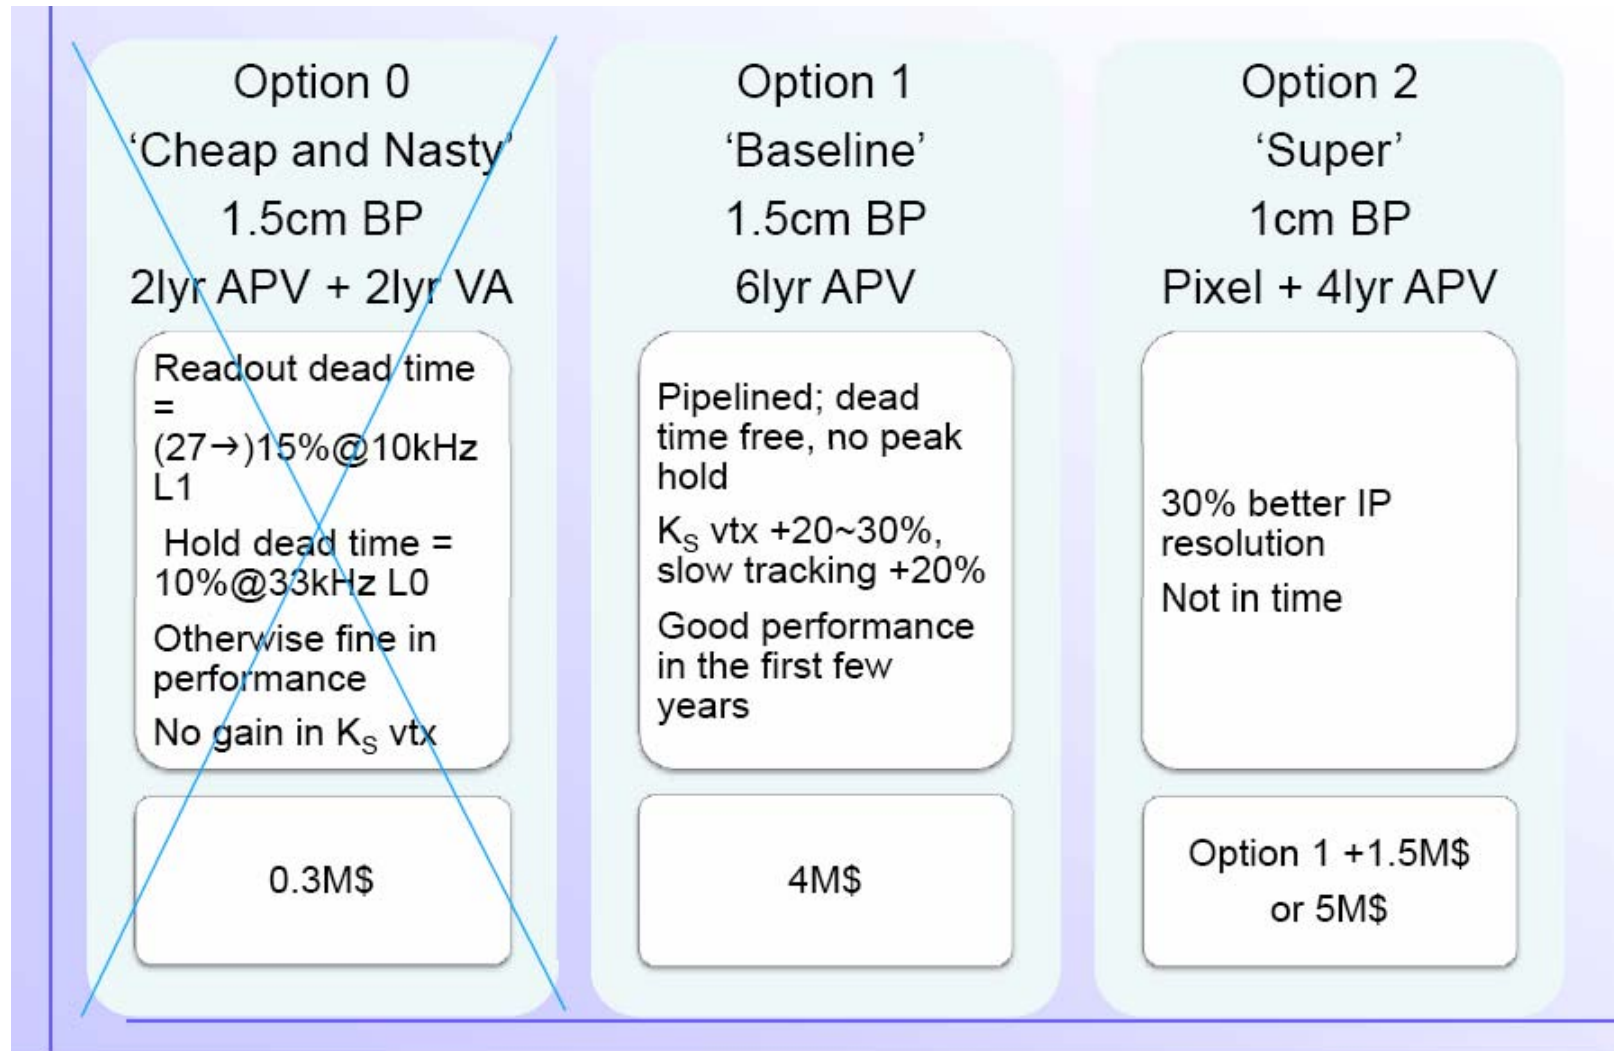 Option 0
‘Cheap and Nasty’
1.5cm BP
2lyr APV + 2lyr VA
Readout dead time
=
(27→)15%@10kHz
L1
Hold dead time =
10%@33kHz L0
Otherwise fine in
performance
No gain in KS vtx
0.3M$
Option 1
‘Baseline’
1.5cm BP
6lyr APV
Pipelined; dead
time free, no peak
hold
KS vtx +20~30%,
slow tracking +20%
Good performance
in the first few
years
4M$
Option 2
‘Super’
1cm BP
Pixel + 4lyr APV
30% better IP
resolution
Not in time
Option 1 +1.5M$
or 5M$